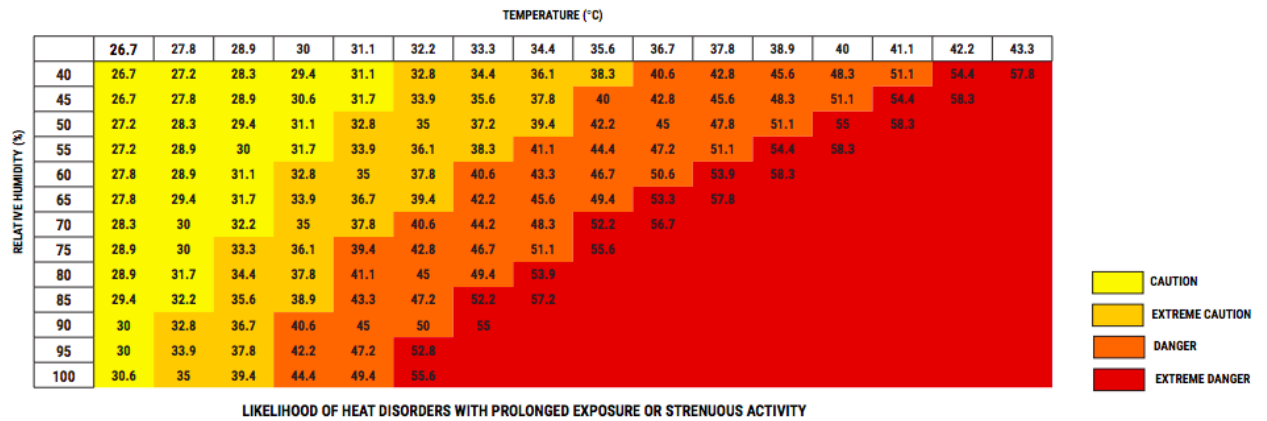 TEMPERATURE (°C)
26.7 27.8 28.9 30 31.1 32.2 33.3 34.4 35.6 36.7 37.8 38.9 40 41.1 42.2 43.3
RELATIVE HUMIDITY (%)
40 26.7 27.2 28.3 29.4 31.1 32.8 34.4 36.1 38.3 40.6 42.8 45.6 48.3 51.1 54.4 57.8
45 26.7 27.8 28.9 30.6 31.7 33.9 35.6 37.8 40 42.8 45.6 48.3 51.1 54.4 58.3
50 27.2 28.3 29.4 31.1 32.8 35 37.2 39.4 42.2 45 47.8 51.1 55 58.3
55 27.2 28.9 30 31.7 33.9 36.1 38.3 41.1 44.4 47.2 51.1 54.4 58.3
60 27.8 28.9 31.1 32.8 35 37.8 40.6 43.3 46.7 50.6 53.9 58.3
65 27.8 29.4 31.7 33.9 36.7 39.4 42.2 45.6 49.4 53.3 57.8
70 28.3 30 32.2 35 37.8 40.6 44.2 48.3 52.2 56.7
75 28.9 30 33.3 36.1 39.4 42.8 46.7 51.1 55.6
80 28.9 31.7 34.4 37.8 41.1 45 49.4 53.9
85 29.4 32.2 35.6 38.9 43.3 47.2 52.2 57.2
90 30 32.8 36.7 40.6 45 50 55
95 30 33.9 37.8 42.2 47.2 52.8
100 30.6 35 39.4 44.4 49.4 55.6
CAUTION
EXTREME CAUTION
DANGER
EXTREME DANGER
LIKELIHOOD OF HEAT DISORDERS WITH PROLONGED EXPOSURE OR STRENUOUS ACTIVITY